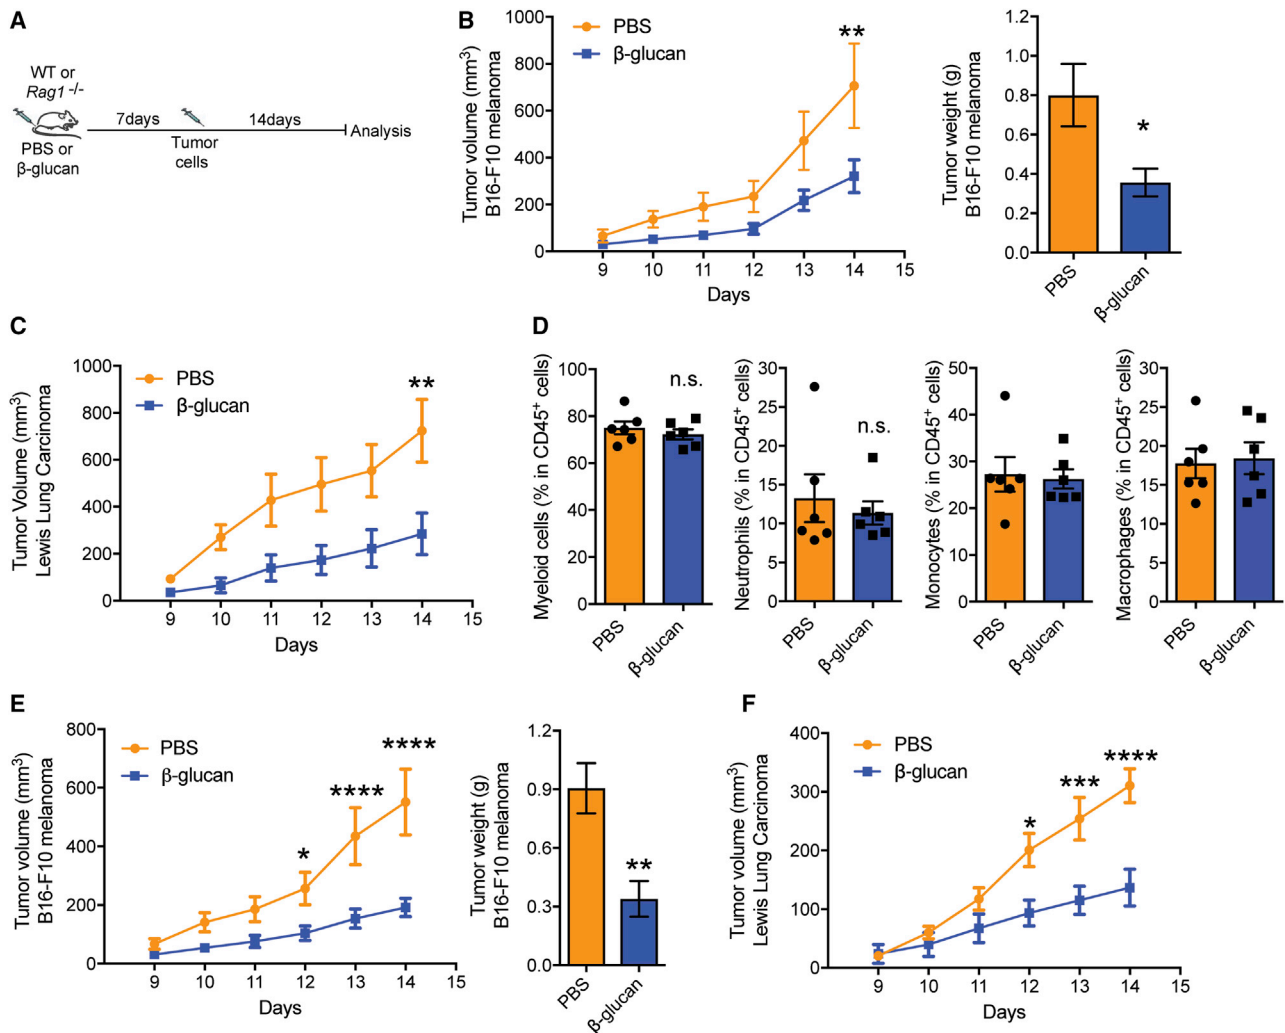 A
WT or
Rag1 -/-
PBS or
β-glucan
7days
Tumor
cells
14days
Analysis
B
Tumor volume (mm³)
B16-F10 melanoma
1000
800
600
400
200
0
PBS
β-glucan
**
9 10 11 12 13 14 15
Days
Tumor weight (g)
B16-F10 melanoma
1.2
1.0
0.8
0.6
0.4
0.2
0.0
*
PBS
β-glucan
C
Tumor Volume (mm³)
Lewis Lung Carcinoma
1000
800
600
400
200
0
PBS
β-glucan
**
9 10 11 12 13 14 15
Days
D
Myeloid cells (% in CD45⁺ cells)
100
80
60
40
20
0
n.s.
PBS
β-glucan
Neutrophils (% in CD45⁺ cells)
30
25
20
15
10
5
0
n.s.
PBS
β-glucan
Monocytes (% in CD45⁺ cells)
50
40
30
20
10
0
PBS
β-glucan
Macrophages (% in CD45⁺ cells)
30
25
20
15
10
5
0
PBS
β-glucan
E
Tumor volume (mm³)
B16-F10 melanoma
800
600
400
200
0
PBS
β-glucan
*
****
****
9 10 11 12 13 14 15
Days
Tumor weight (g)
B16-F10 melanoma
1.2
0.9
0.6
0.3
0.0
**
PBS
β-glucan
F
Tumor volume (mm³)
Lewis Lung Carcinoma
400
300
200
100
0
PBS
β-glucan
*
***
****
9 10 11 12 13 14 15
Days